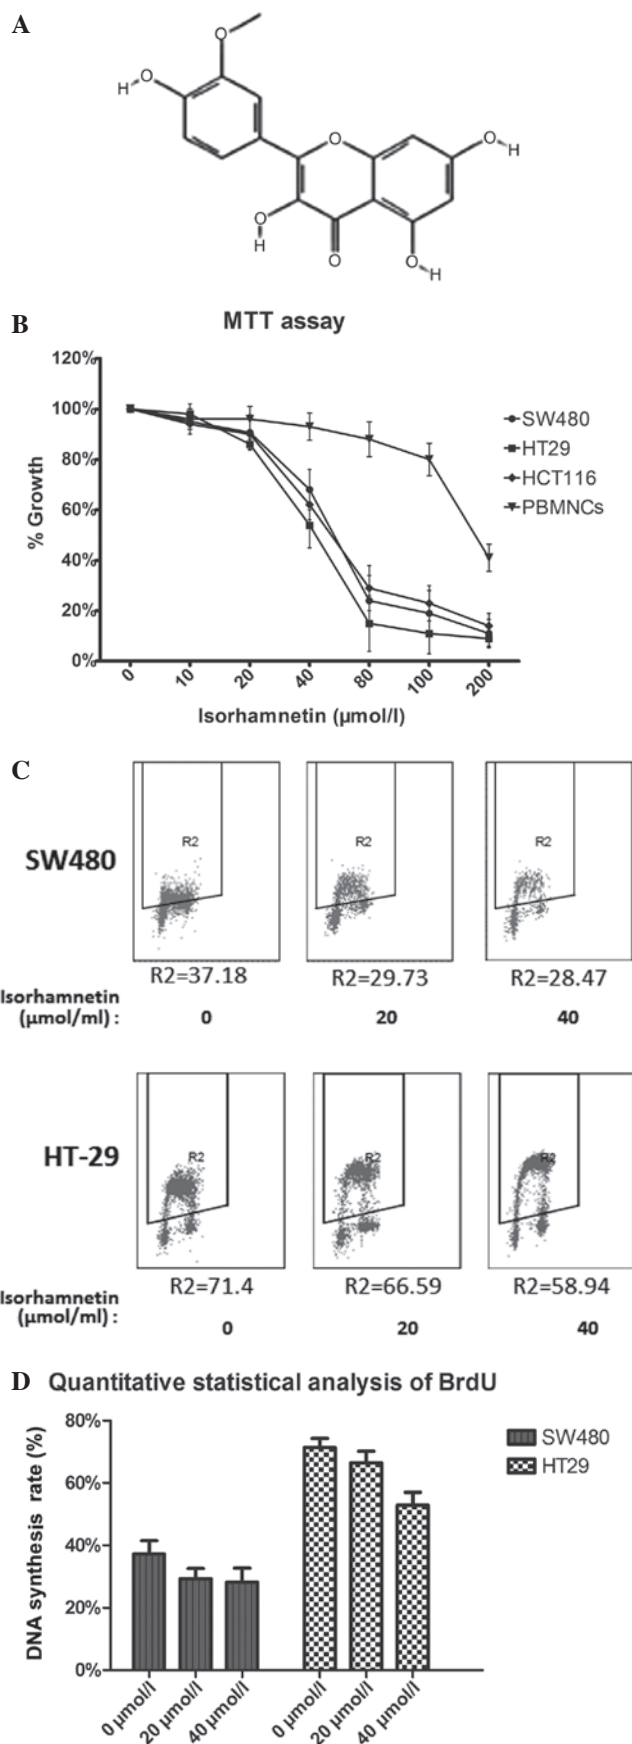 A
O
H O
O
O H
O
H
O
O H
B MTT assay
120%
100%
80%
60%
40%
20%
0%
% Growth
SW480
HT29
HCT116
PBMNCs
0 10 20 40 80 100 200
Isorhamnetin (μmol/l)
C
SW480
R2 R2 R2
R2=37.18 R2=29.73 R2=28.47
Isorhamnetin
(μmol/ml) : 0 20 40
HT-29
R2 R2 R2
R2=71.4 R2=66.59 R2=58.94
Isorhamnetin
(μmol/ml) : 0 20 40
D Quantitative statistical analysis of BrdU
80%
60%
40%
20%
0%
DNA synthesis rate (%)
SW480
HT29
0 μmol/l 20 μmol/l 40 μmol/l 0 μmol/l 20 μmol/l 40 μmol/l